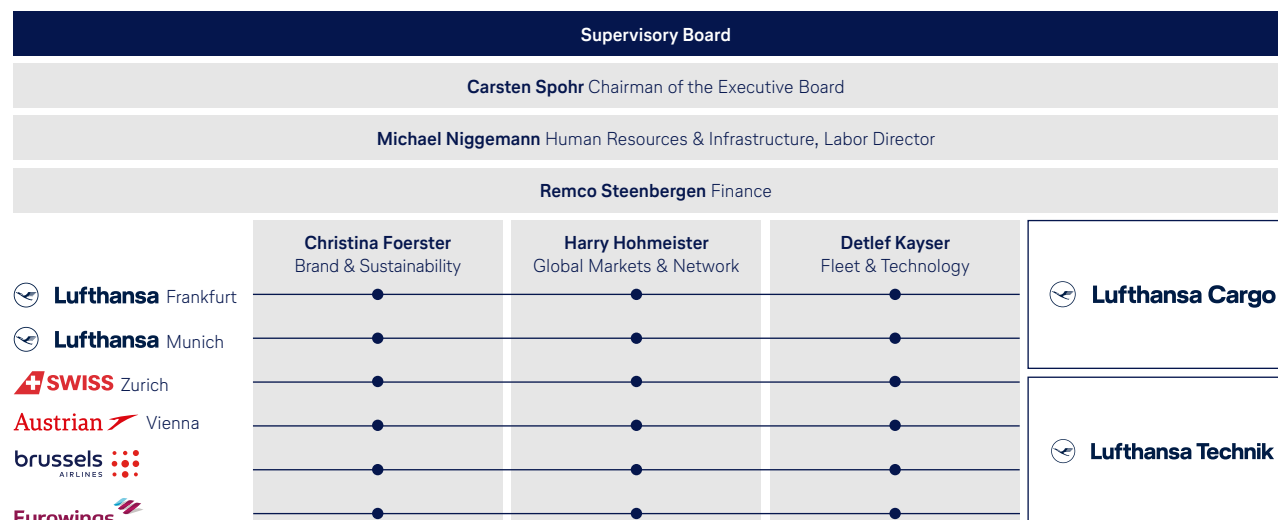 Supervisory Board
Carsten Spohr Chairman of the Executive Board
Michael Niggemann Human Resources & Infrastructure, Labor Director
Remco Steenbergen Finance
Christina Foerster
Brand & Sustainability
Harry Hohmeister
Global Markets & Network
Detlef Kayser
Fleet & Technology
Lufthansa Frankfurt
Lufthansa Munich
SWISS Zurich
Austrian Vienna
brussels
AIRLINES
Eurowings
Lufthansa Cargo
Lufthansa Technik